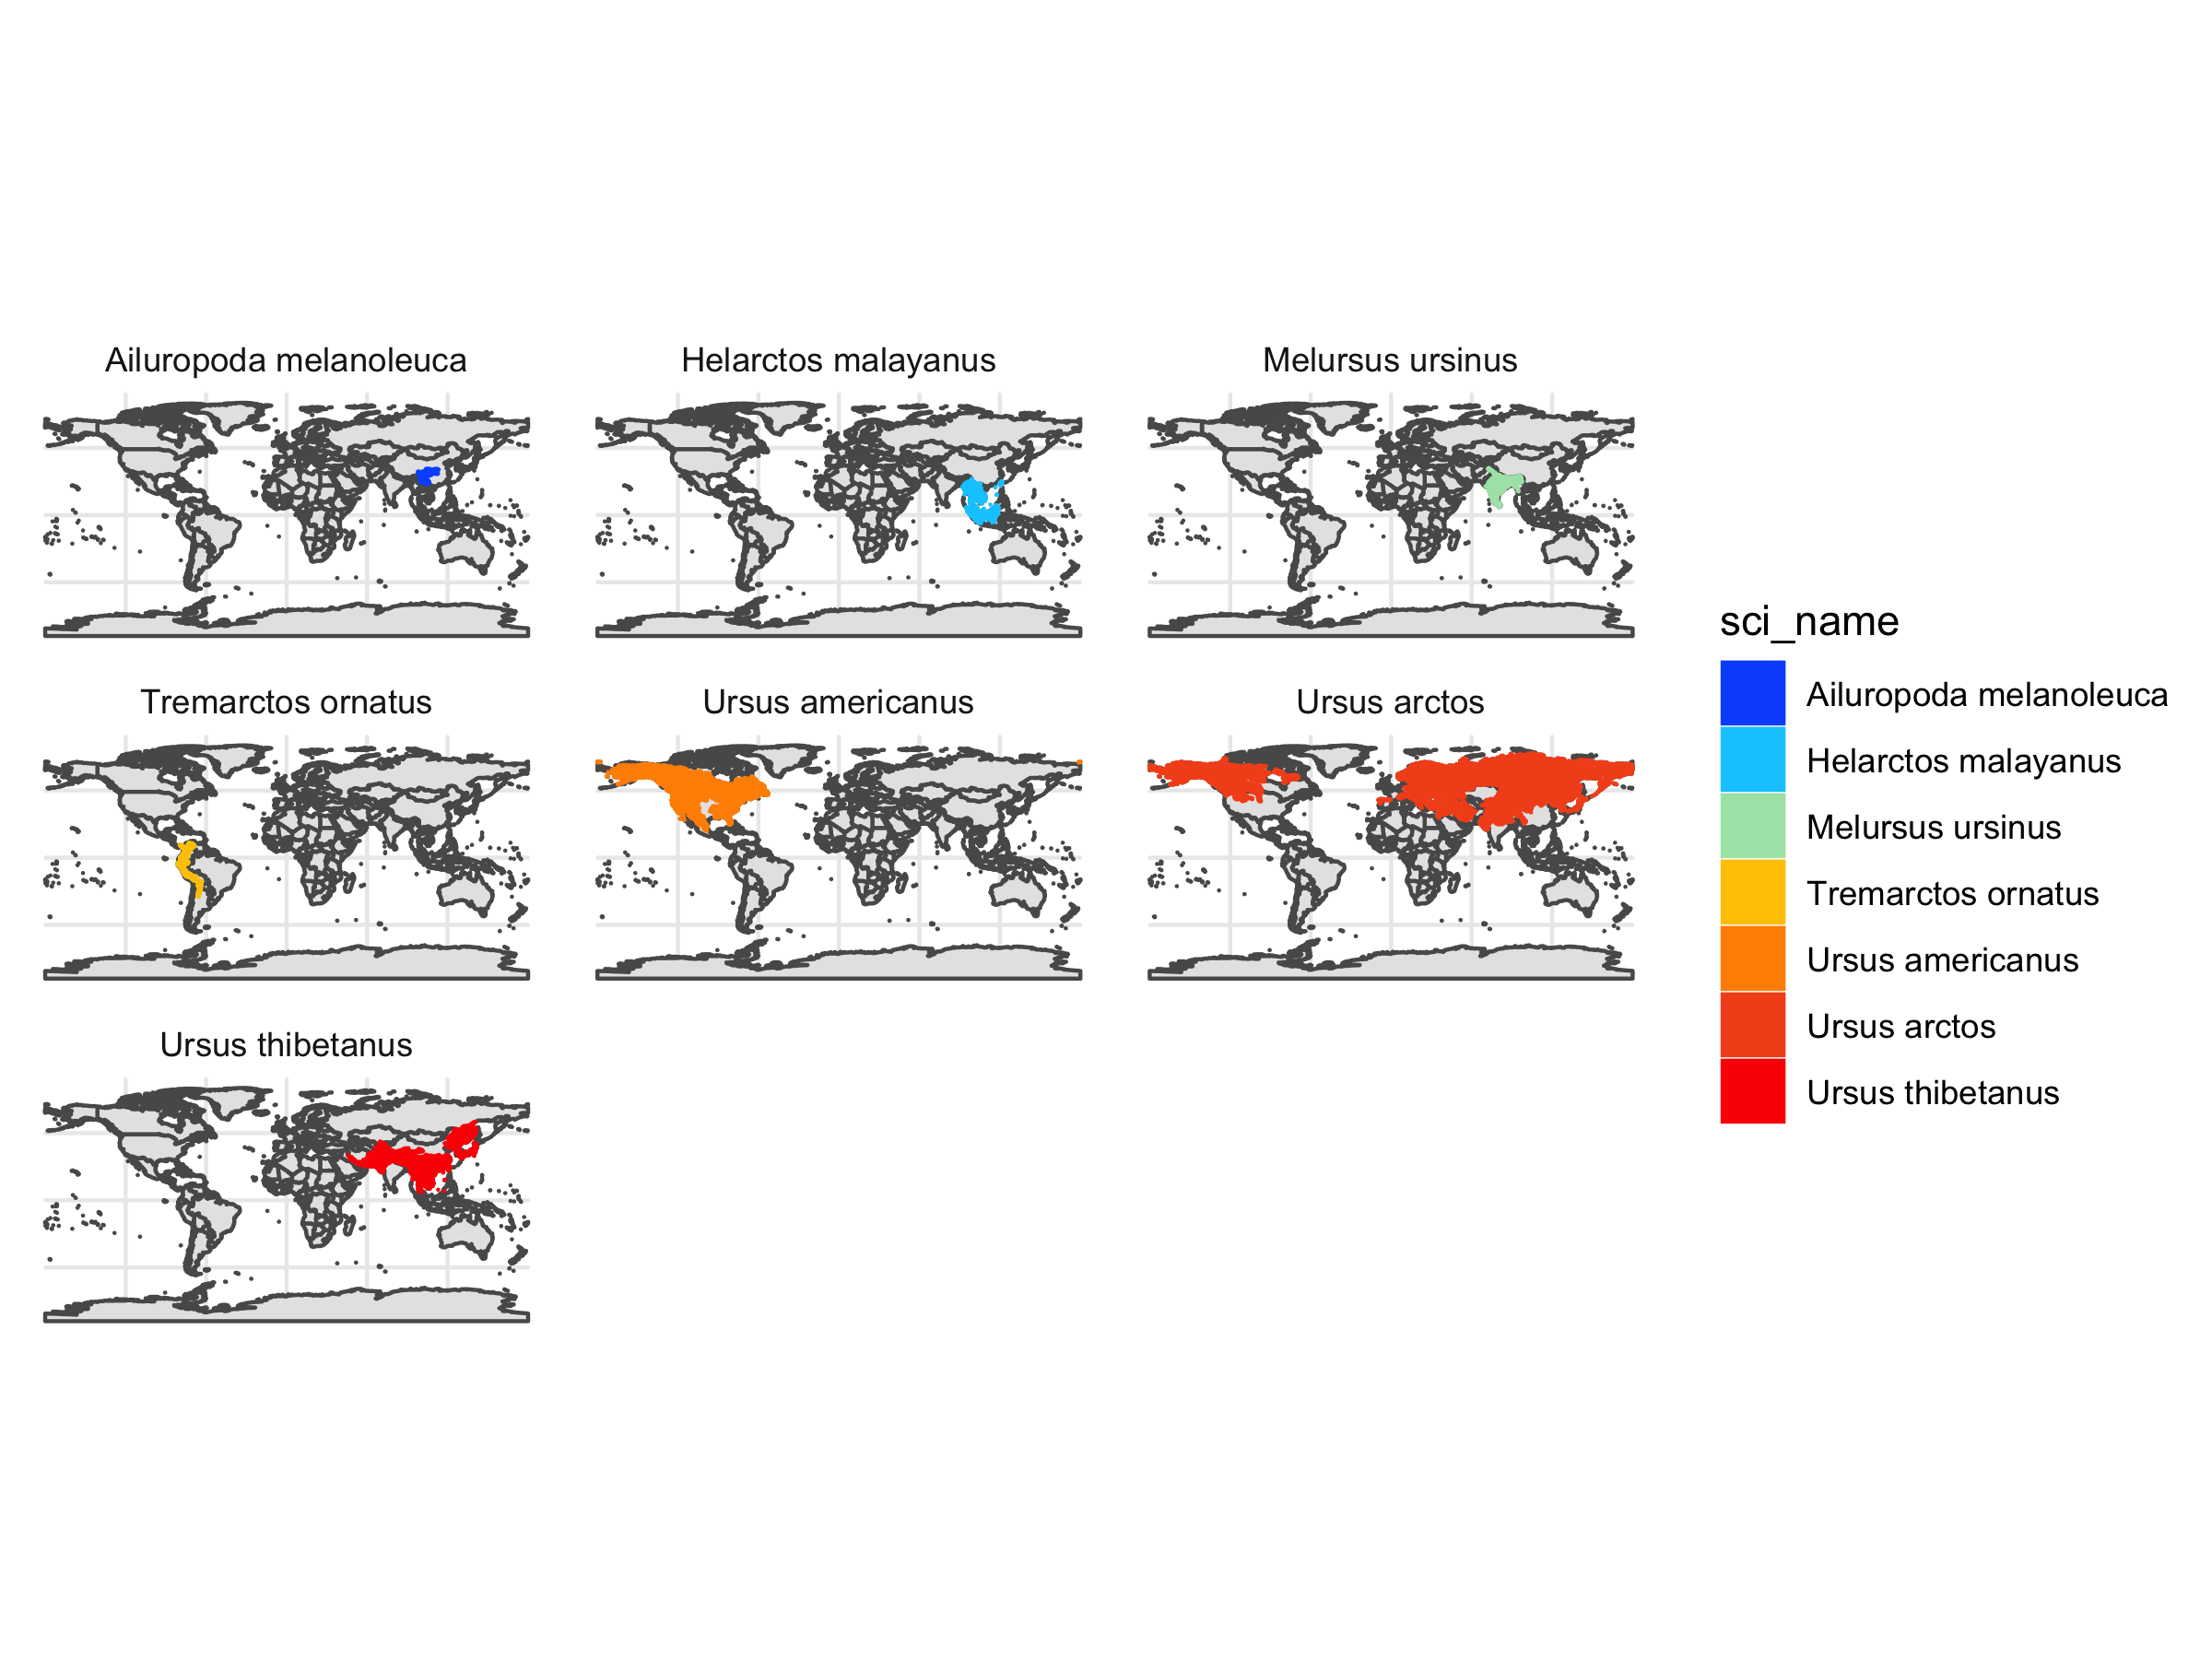 Ailuropoda melanoleuca
Helarctos malayanus
Melursus ursinus
Tremarctos ornatus
Ursus americanus
Ursus arctos
Ursus thibetanus
sci_name
Ailuropoda melanoleuca
Helarctos malayanus
Melursus ursinus
Tremarctos ornatus
Ursus americanus
Ursus arctos
Ursus thibetanus